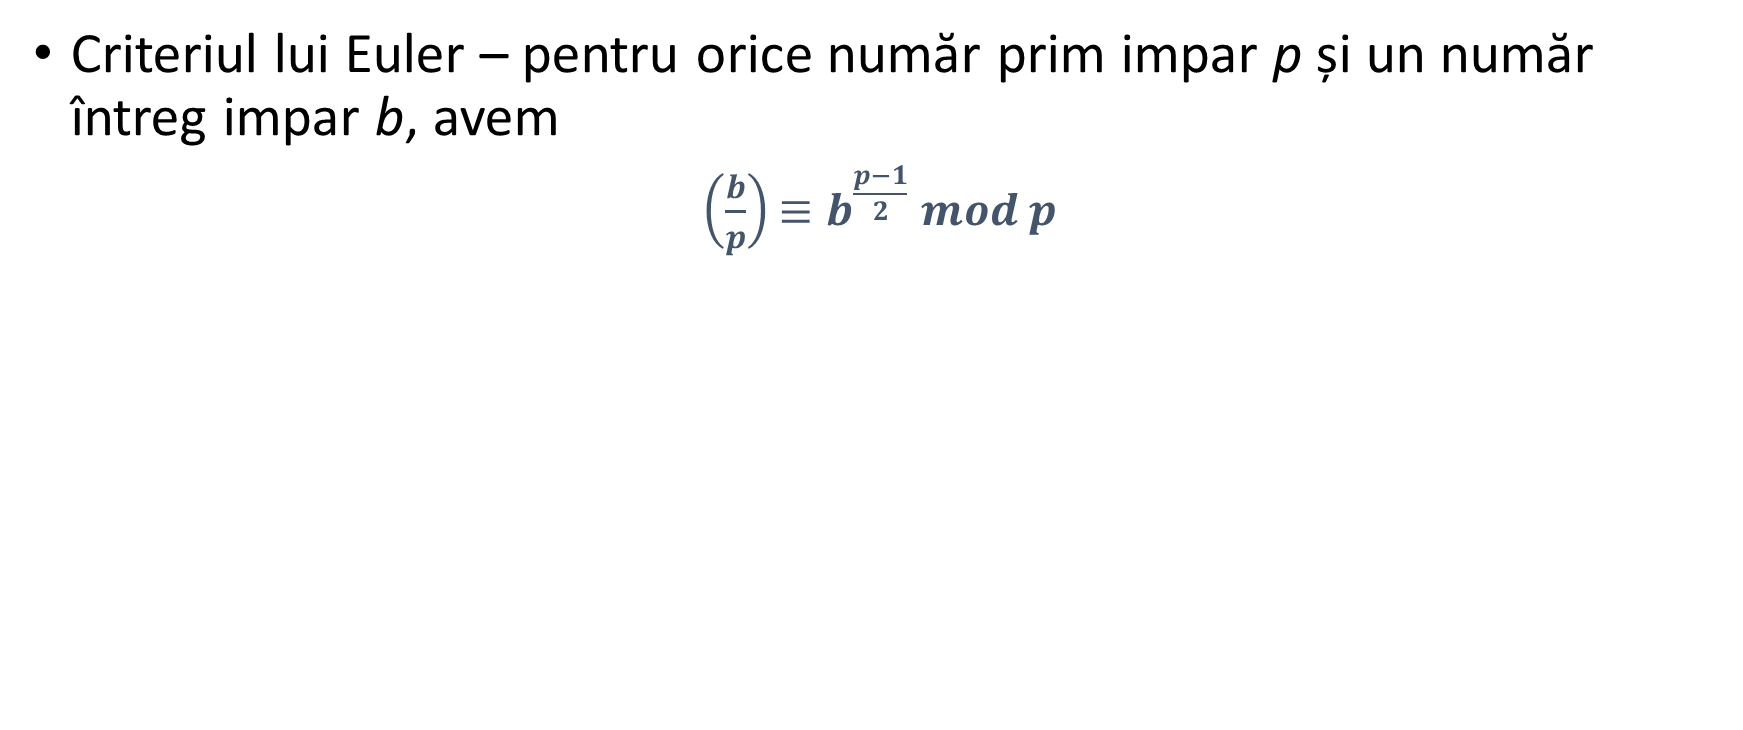 • Criteriul lui Euler – pentru orice număr prim impar p și un număr
întreg impar b, avem
(b/p) ≡ b^((p−1)/2) mod p